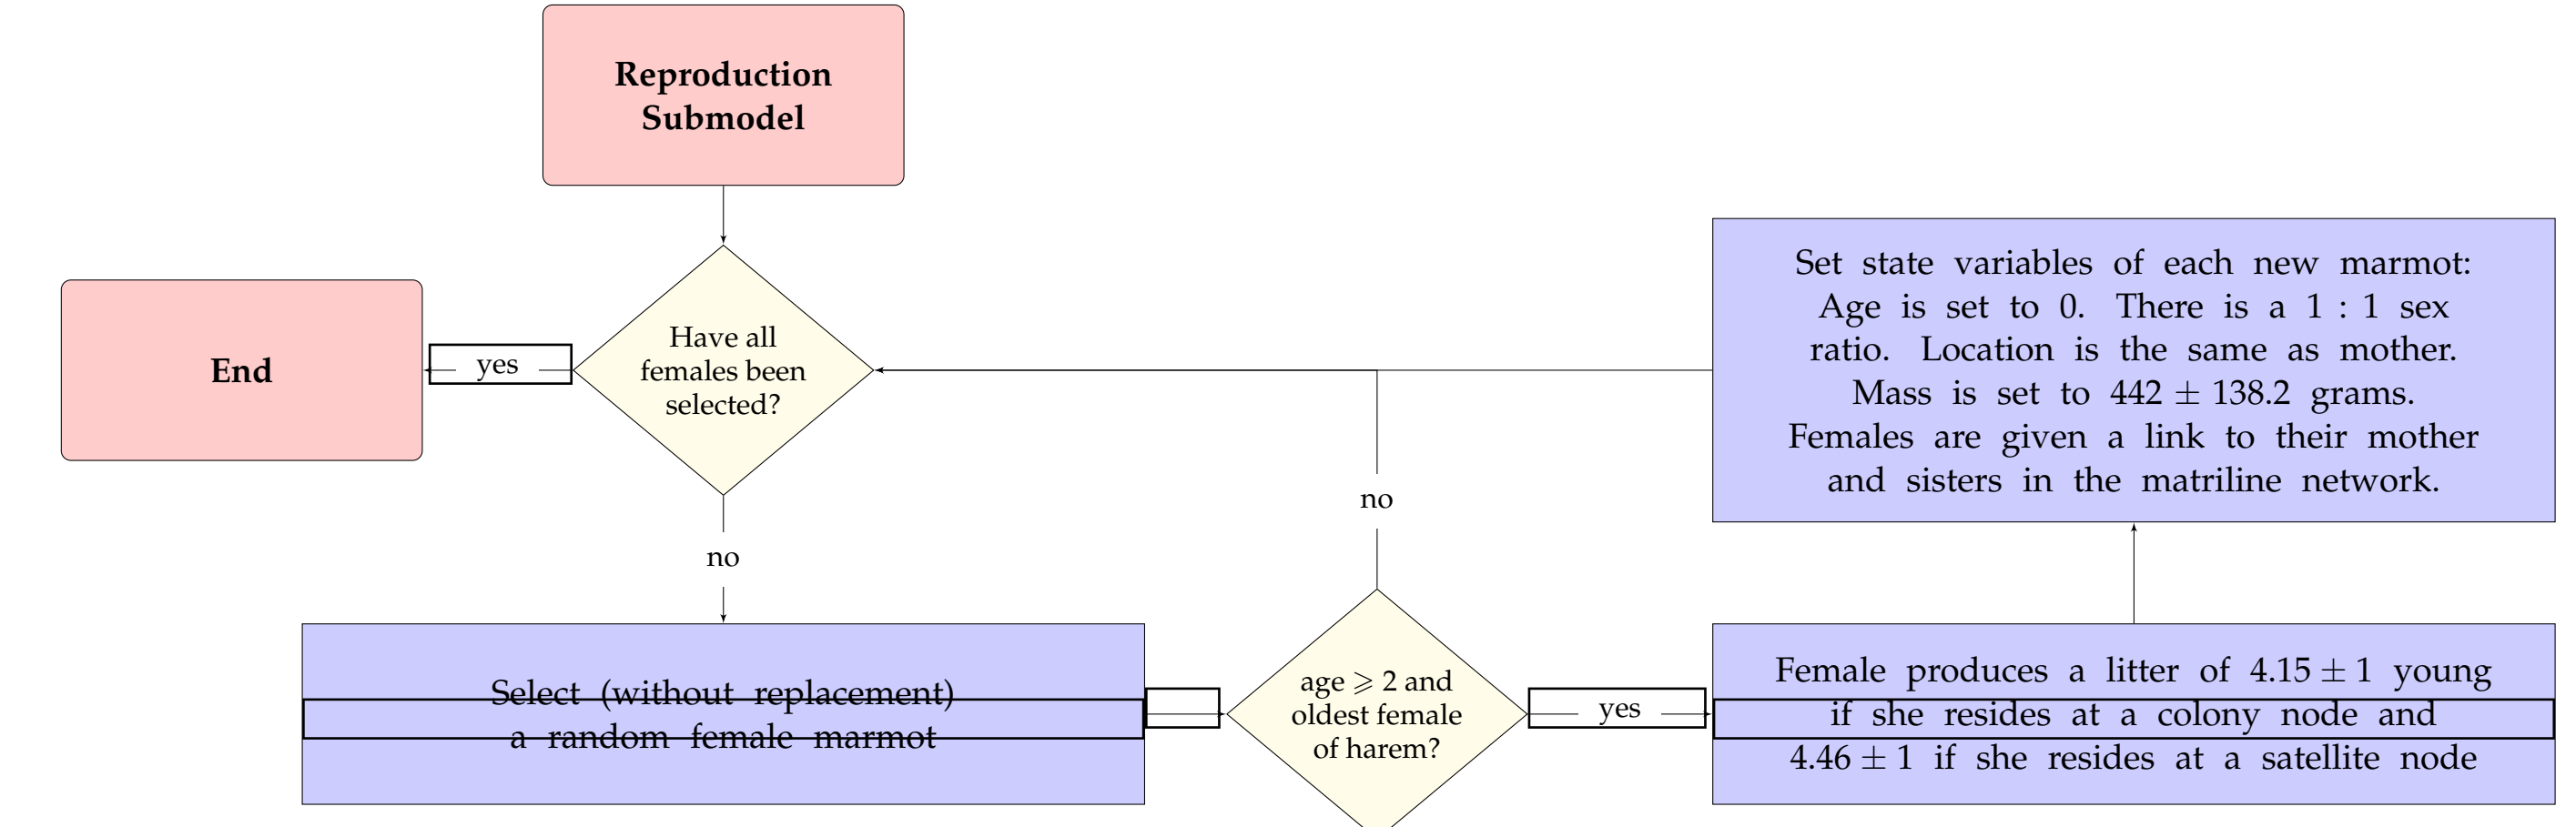 Reproduction
Submodel
End
yes
Have all
females been
selected?
no
Select (without replacement)
a random female marmot
age ⩾ 2 and
oldest female
of harem?
no
yes
Female produces a litter of 4.15 ± 1 young
if she resides at a colony node and
4.46 ± 1 if she resides at a satellite node
Set state variables of each new marmot:
Age is set to 0. There is a 1 : 1 sex
ratio. Location is the same as mother.
Mass is set to 442 ± 138.2 grams.
Females are given a link to their mother
and sisters in the matriline network.